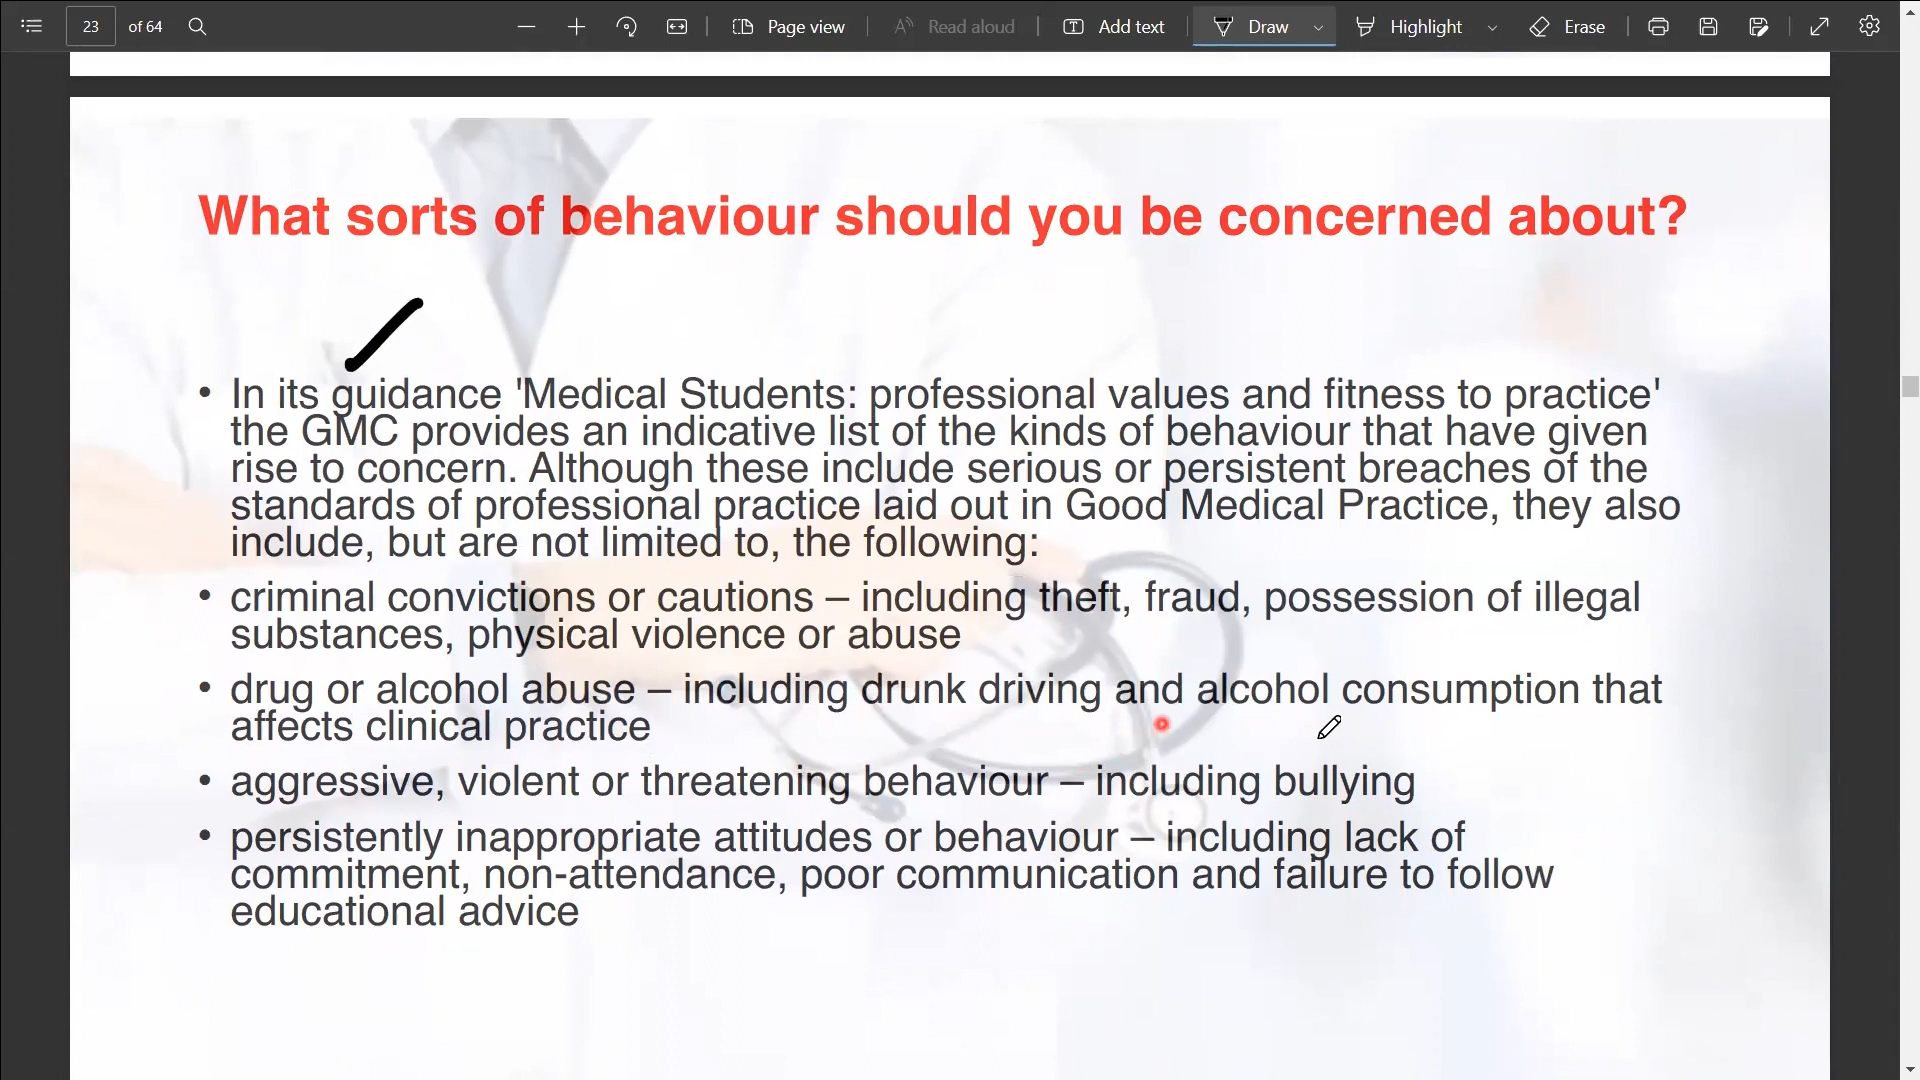 23 of 64 Page view Read aloud Add text Draw Highlight Erase
What sorts of behaviour should you be concerned about?
• In its guidance 'Medical Students: professional values and fitness to practice'
the GMC provides an indicative list of the kinds of behaviour that have given
rise to concern. Although these include serious or persistent breaches of the
standards of professional practice laid out in Good Medical Practice, they also
include, but are not limited to, the following:
• criminal convictions or cautions – including theft, fraud, possession of illegal
substances, physical violence or abuse
• drug or alcohol abuse – including drunk driving and alcohol consumption that
affects clinical practice
• aggressive, violent or threatening behaviour – including bullying
• persistently inappropriate attitudes or behaviour – including lack of
commitment, non-attendance, poor communication and failure to follow
educational advice